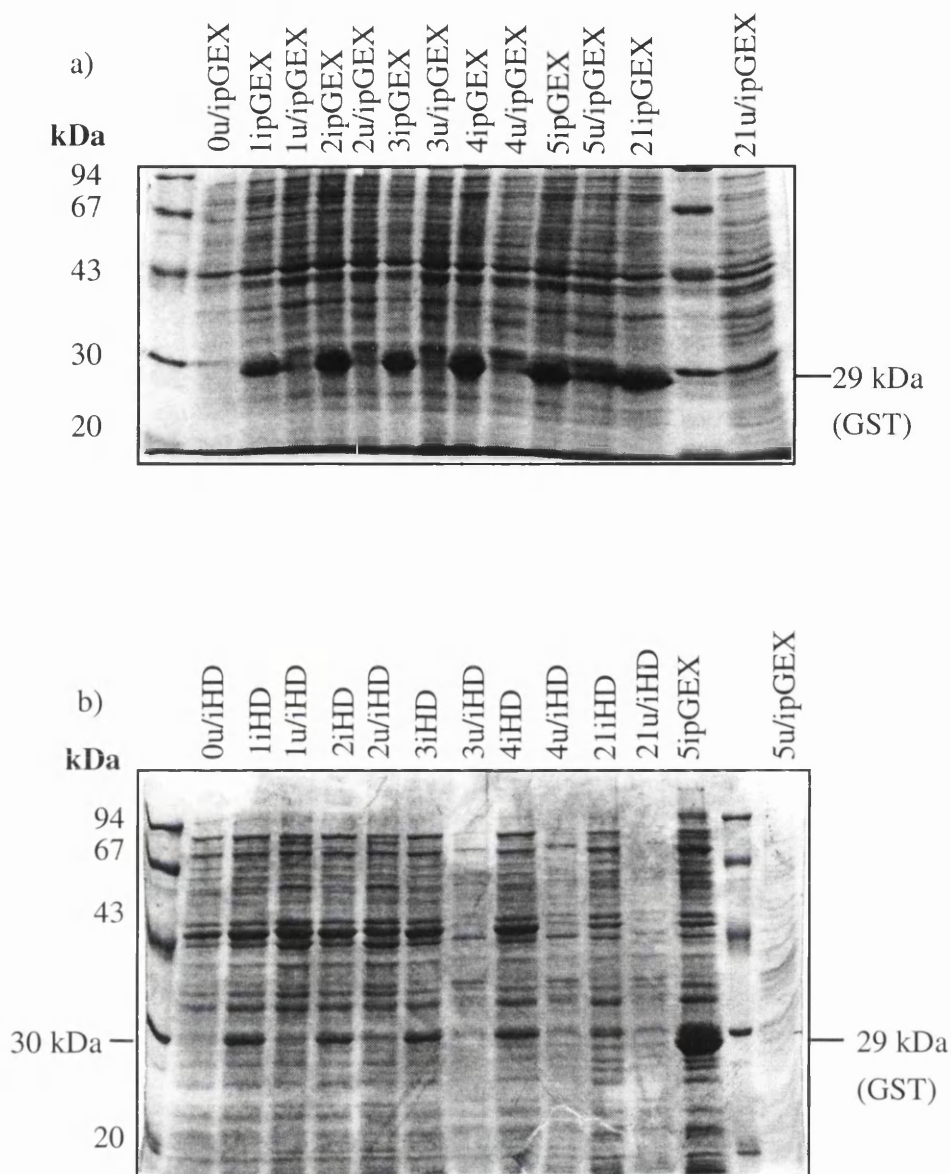 a)
kDa
0u/ipGEX
1ipGEX
1u/ipGEX
2ipGEX
2u/ipGEX
3ipGEX
3u/ipGEX
4ipGEX
4u/ipGEX
5ipGEX
5u/ipGEX
21ipGEX
21u/ipGEX
94
67
43
30
20
29 kDa
(GST)
b)
kDa
0u/iHD
1iHD
1u/iHD
2iHD
2u/iHD
3iHD
3u/iHD
4iHD
4u/iHD
21iHD
21u/iHD
5ipGEX
5u/ipGEX
94
67
43
30 kDa
20
29 kDa
(GST)